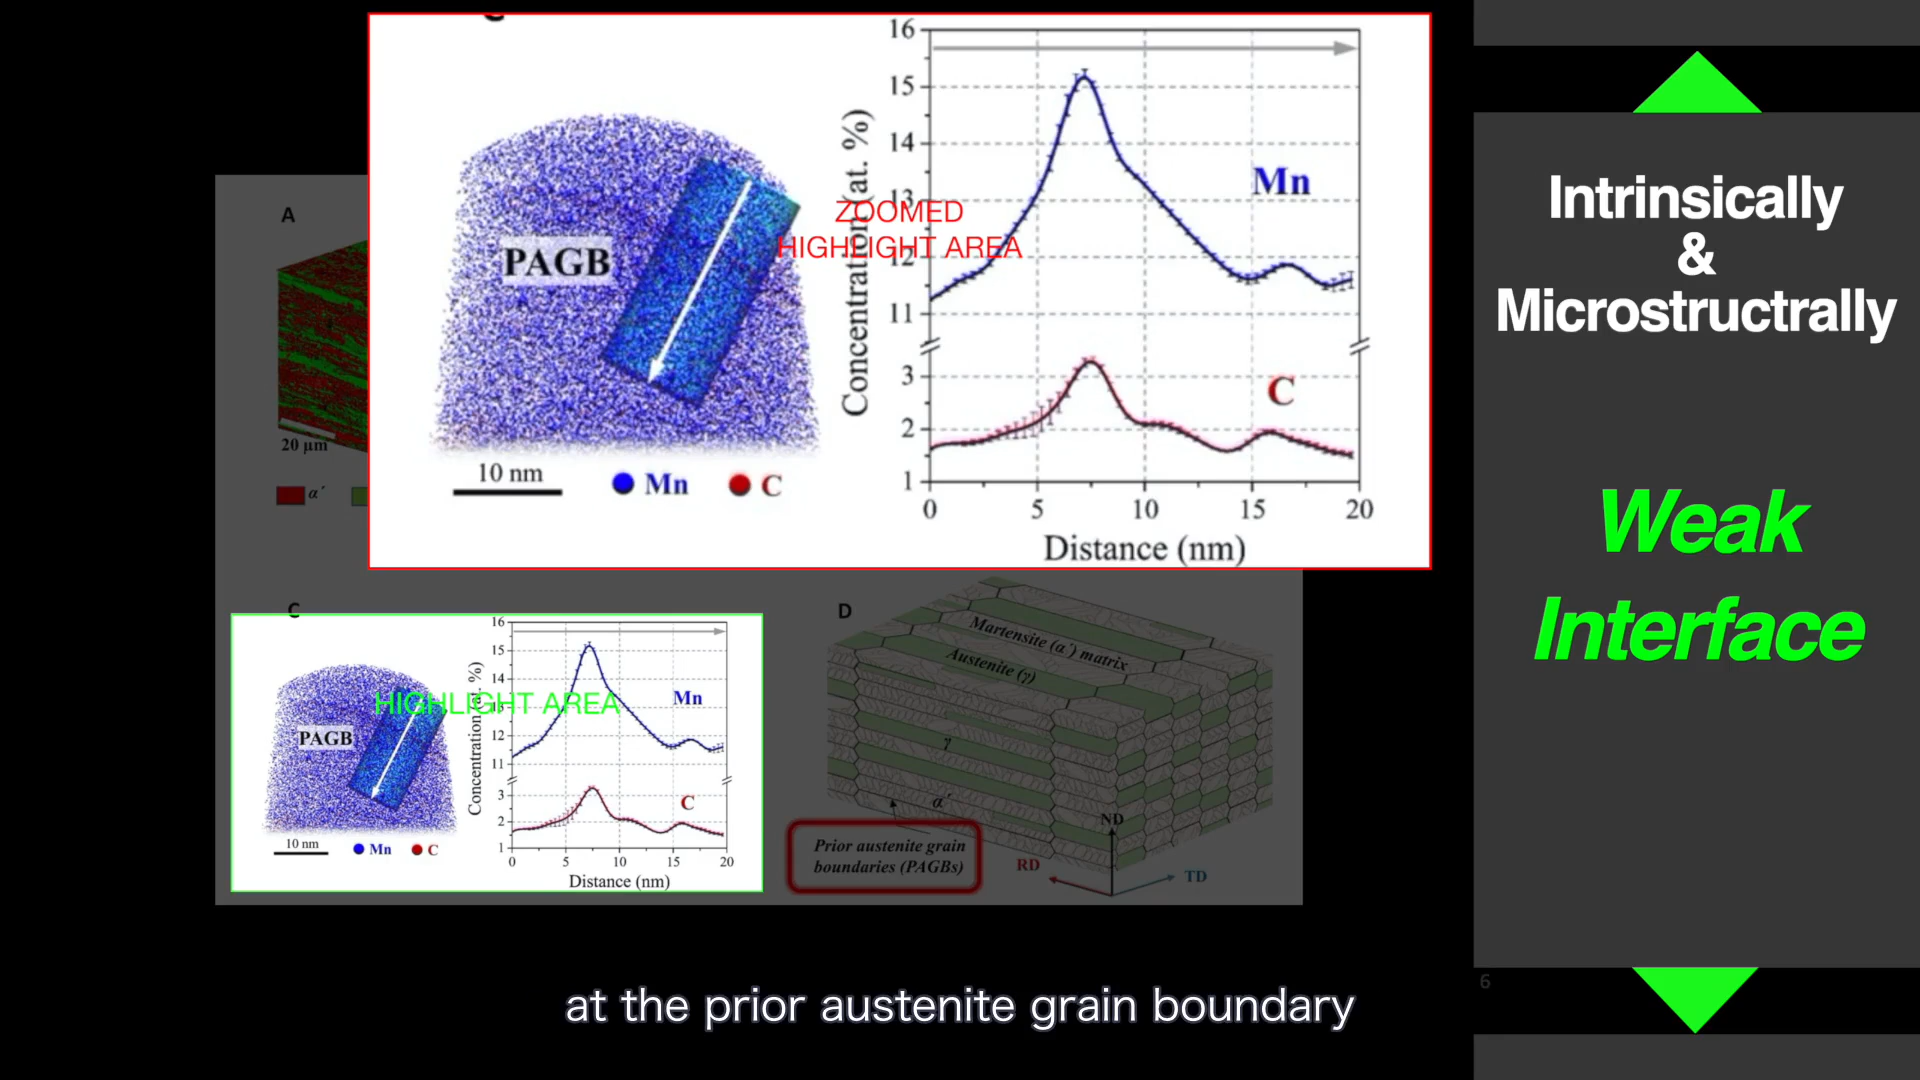 C
16
15
14
13
12
11
3
2
1
Concentration (at. %)
Mn
C
0 5 10 15 20
Distance (nm)
PAGB
10 nm
Mn C
ZOOMED
HIGHLIGHT AREA
A
20 µm
α´
C
16
15
14
13
12
11
3
2
1
Concentration (at. %)
Mn
C
0 5 10 15 20
Distance (nm)
PAGB
10 nm
Mn C
HIGHLIGHT AREA
D
Martensite (α´) matrix
Austenite (γ)
γ
α´
Prior austenite grain
boundaries (PAGBs)
ND
RD
TD
Intrinsically
&
Microstructrally
Weak
Interface
6
at the prior austenite grain boundary